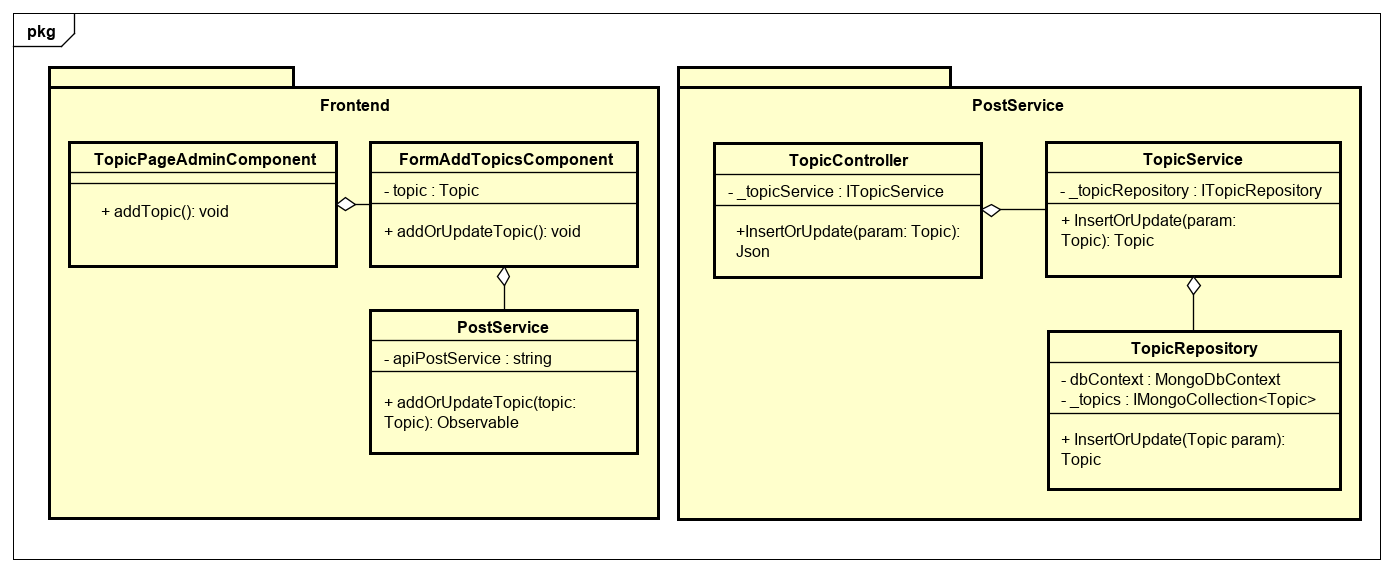 pkg
Frontend
TopicPageAdminComponent
+ addTopic(): void
FormAddTopicsComponent
- topic : Topic
+ addOrUpdateTopic(): void
PostService
- apiPostService : string
+ addOrUpdateTopic(topic:
Topic): Observable
PostService
TopicController
- _topicService : ITopicService
+InsertOrUpdate(param: Topic):
Json
TopicService
- _topicRepository : ITopicRepository
+ InsertOrUpdate(param:
Topic): Topic
TopicRepository
- dbContext : MongoDbContext
- _topics : IMongoCollection<Topic>
+ InsertOrUpdate(Topic param):
Topic